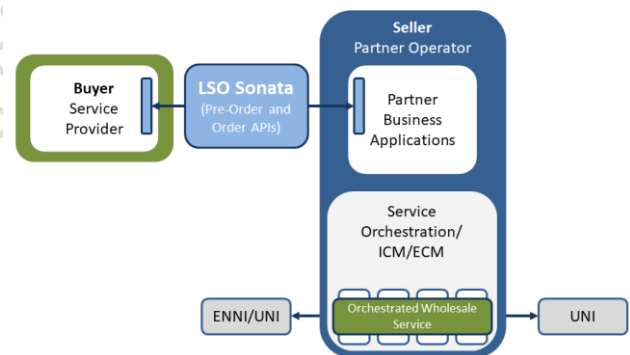 Seller
Partner Operator
Buyer
Service
Provider
LSO Sonata
(Pre-Order and
Order APIs)
Partner
Business
Applications
Service
Orchestration/
ICM/ECM
ENNI/UNI
Orchestrated Wholesale
Service
UNI